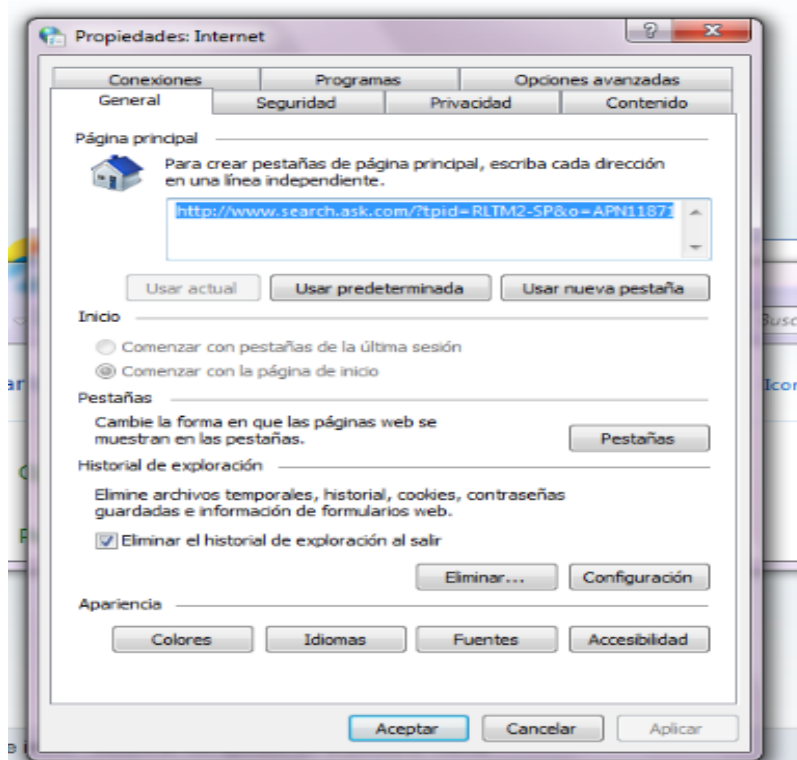 Propiedades: Internet
Conexiones Programas Opciones avanzadas
General Seguridad Privacidad Contenido
Página principal
Para crear pestañas de página principal, escriba cada dirección
en una línea independiente.
http://www.search.ask.com/?tpid=RLTM2-SP&o=APN11871
Usar actual Usar predeterminada Usar nueva pestaña
Inicio
Comenzar con pestañas de la última sesión
Comenzar con la página de inicio
Pestañas
Cambie la forma en que las páginas web se
muestran en las pestañas.
Pestañas
Historial de exploración
Elimine archivos temporales, historial, cookies, contraseñas
guardadas e información de formularios web.
Eliminar el historial de exploración al salir
Eliminar... Configuración
Apariencia
Colores Idiomas Fuentes Accesibilidad
Aceptar Cancelar Aplicar